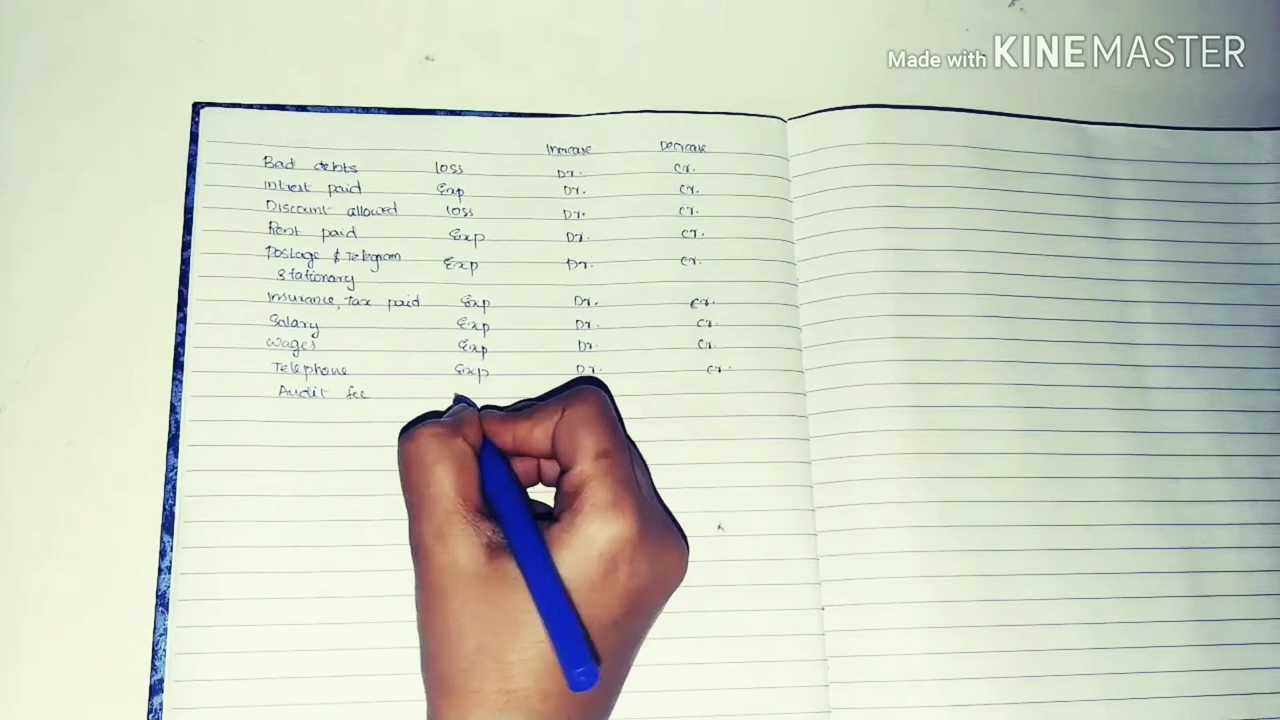 Made with KINEMASTER
Increase Decrease
Bad debts loss Dr. Cr.
Intrest paid Exp Dr. Cr.
Discount allowed loss Dr. Cr.
Rent paid Exp Dr. Cr.
Postage & Telegram Exp Dr. Cr.
Stationary
Insurance, tax paid Exp Dr. Cr.
Salary Exp Dr. Cr.
Wages Exp Dr. Cr.
Telephone Exp Dr. Cr.
Audit fee